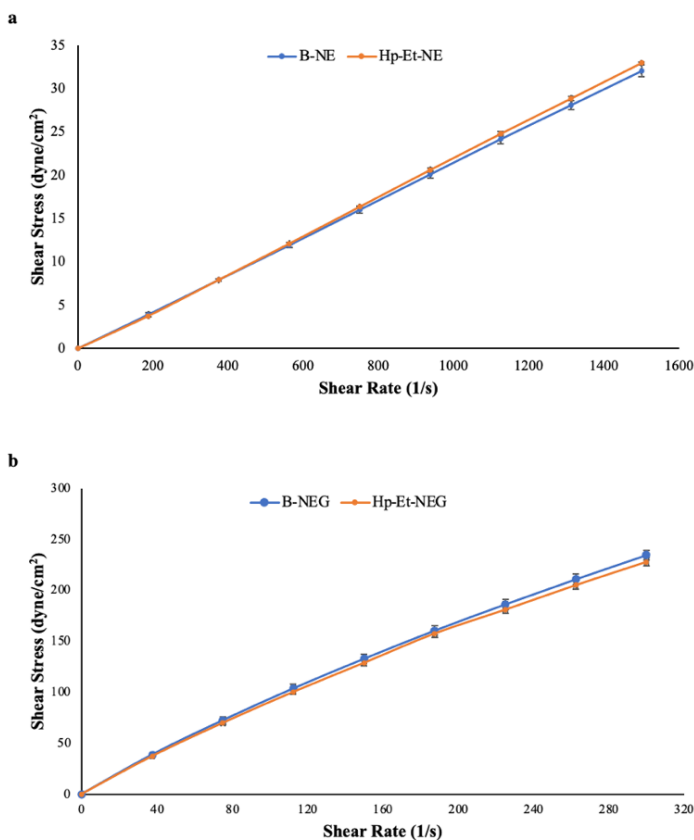 a
B-NE Hp-Et-NE
Shear Stress (dyne/cm²)
35
30
25
20
15
10
5
0
0 200 400 600 800 1000 1200 1400 1600
Shear Rate (1/s)
b
B-NEG Hp-Et-NEG
Shear Stress (dyne/cm²)
300
250
200
150
100
50
0
0 40 80 120 160 200 240 280 320
Shear Rate (1/s)